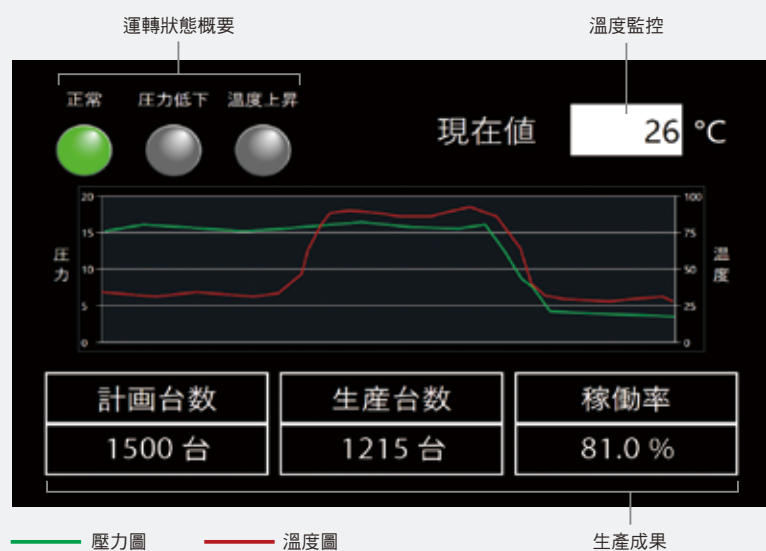 運轉狀態概要
溫度監控
正常 圧力低下 温度上昇
現在値 26 °C
20 100
15 75
圧力 温度
10 50
5 25
0 0
計画台数 生産台数 稼働率
1500 台 1215 台 81.0 %
壓力圖 溫度圖 生產成果